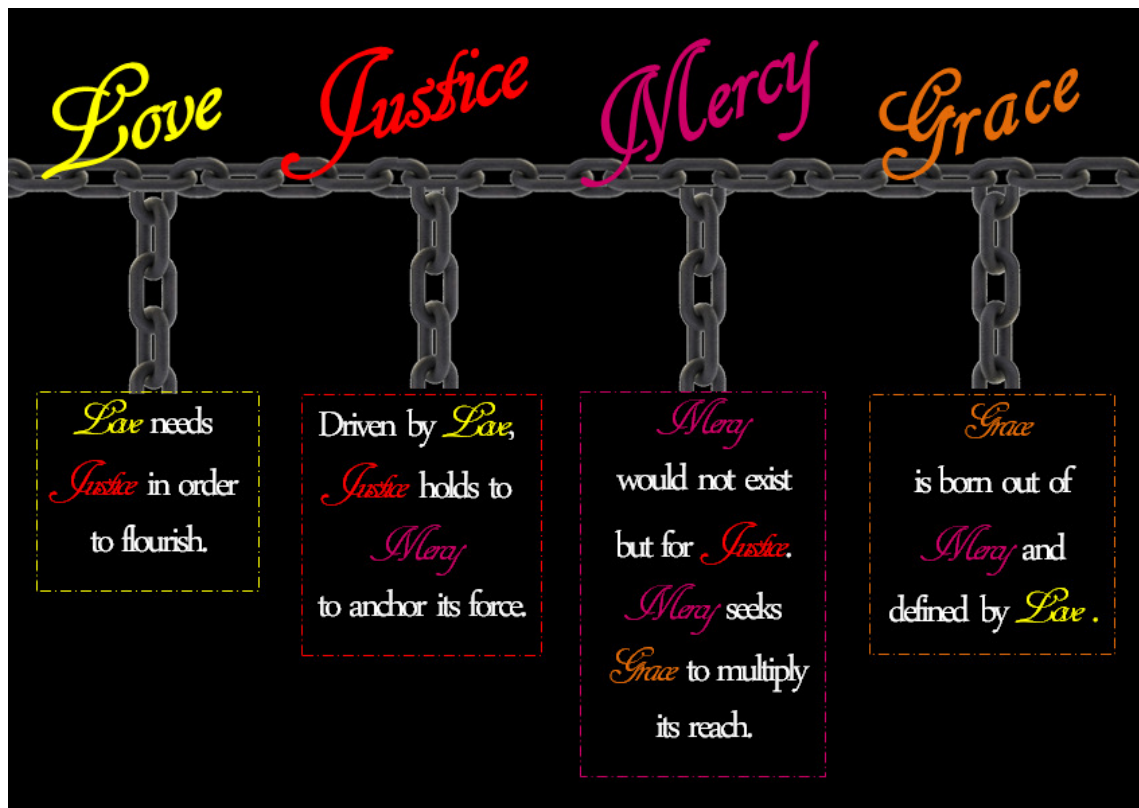 Love
Justice
Mercy
Grace
Love needs
Justice in order
to flourish.
Driven by Love,
Justice holds to
Mercy
to anchor its force.
Mercy
would not exist
but for Justice.
Mercy seeks
Grace to multiply
its reach.
Grace
is born out of
Mercy and
defined by Love .